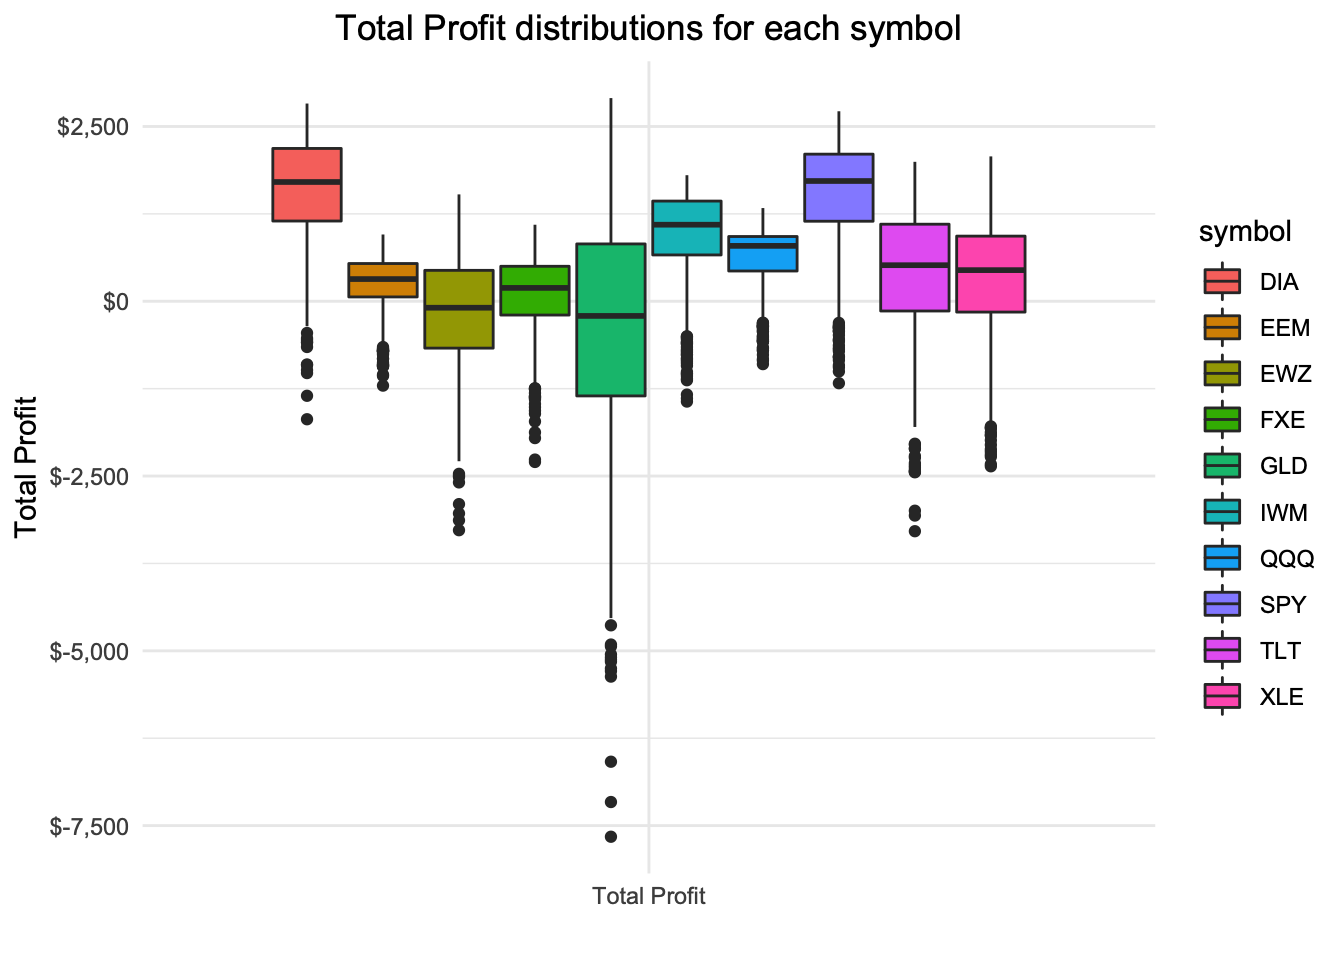 Total Profit distributions for each symbol
Total Profit
$2,500
$0
$-2,500
$-5,000
$-7,500
Total Profit
symbol
DIA
EEM
EWZ
FXE
GLD
IWM
QQQ
SPY
TLT
XLE